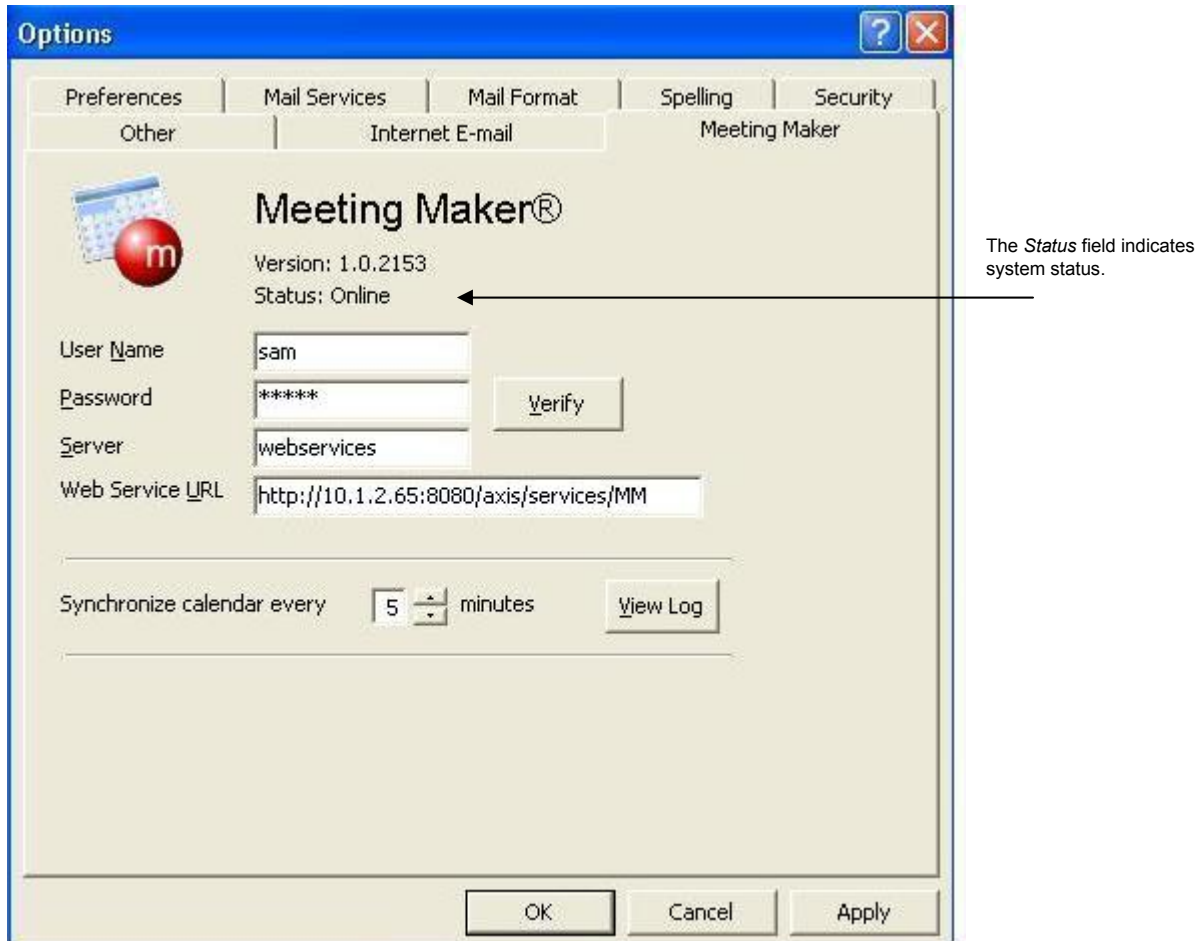 Options
Preferences Mail Services Mail Format Spelling Security
Other Internet E-mail Meeting Maker
m
Meeting Maker®
Version: 1.0.2153
Status: Online
The Status field indicates
system status.
User Name sam
Password *****
Verify
Server webservices
Web Service URL http://10.1.2.65:8080/axis/services/MM
Synchronize calendar every 5 minutes View Log
OK Cancel Apply